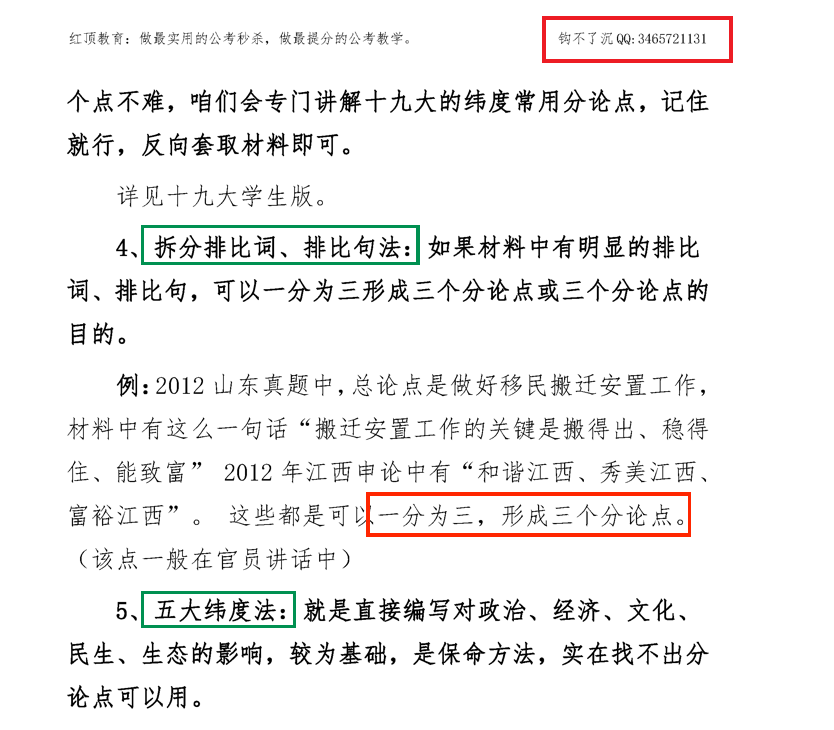 红顶教育：做最实用的公考秒杀，做最提分的公考教学。 钩不了沉QQ:3465721131
个点不难，咱们会专门讲解十九大的纬度常用分论点，记住
就行，反向套取材料即可。
详见十九大学生版。
4、拆分排比词、排比句法：如果材料中有明显的排比
词、排比句，可以一分为三形成三个分论点或三个分论点的
目的。
例：2012 山东真题中，总论点是做好移民搬迁安置工作，
材料中有这么一句话“搬迁安置工作的关键是搬得出、稳得
住、能致富” 2012 年江西申论中有“和谐江西、秀美江西、
富裕江西”。 这些都是可以一分为三，形成三个分论点。
（该点一般在官员讲话中）
5、五大纬度法：就是直接编写对政治、经济、文化、
民生、生态的影响，较为基础，是保命方法，实在找不出分
论点可以用。